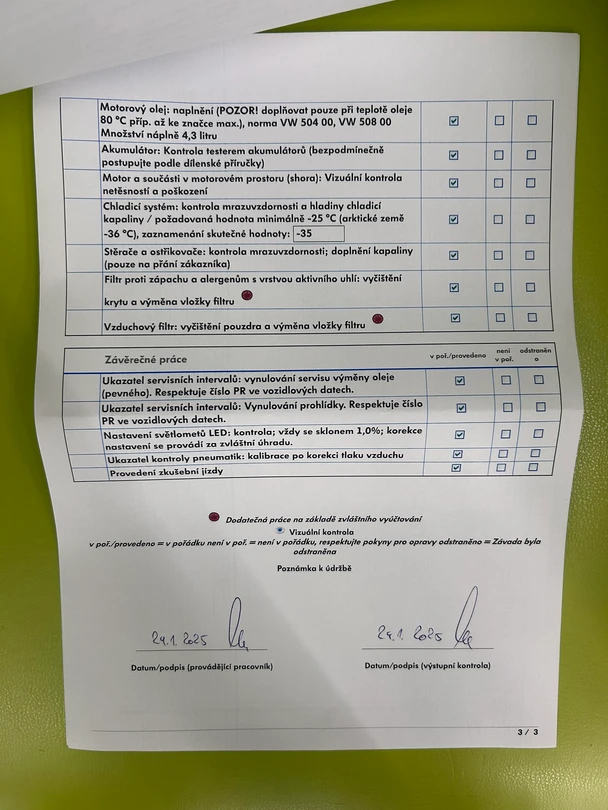 Motorový olej: naplnění (POZOR! doplňovat pouze při teplotě oleje
80 °C příp. až ke značce max.), norma VW 504 00, VW 508 00
Množství náplně 4,3 litru
Akumulátor: Kontrola testerem akumulátorů (bezpodmínečně
postupujte podle dílenské příručky)
Motor a součásti v motorovém prostoru (shora): Vizuální kontrola
netěsností a poškození
Chladicí systém: kontrola mrazuvzdornosti a hladiny chladicí
kapaliny / požadovaná hodnota minimálně -25 °C (arktické země
-36 °C), zaznamenání skutečné hodnoty: -35
Stěrače a ostřikovače: kontrola mrazuvzdornosti; doplnění kapaliny
(pouze na přání zákazníka)
Filtr proti zápachu a alergenům s vrstvou aktivního uhlí: vyčištění
krytu a výměna vložky filtru
Vzduchový filtr: vyčištění pouzdra a výměna vložky filtru
Závěrečné práce
v poř./provedeno
není
v poř.
odstraněn
o
Ukazatel servisních intervalů: vynulování servisu výměny oleje
(pevného). Respektuje číslo PR ve vozidlových datech.
Ukazatel servisních intervalů: Vynulování prohlídky. Respektuje číslo
PR ve vozidlových datech.
Nastavení světlometů LED: kontrola; vždy se sklonem 1,0%; korekce
nastavení se provádí za zvláštní úhradu.
Ukazatel kontroly pneumatik: kalibrace po korekci tlaku vzduchu
Provedení zkušební jízdy
Dodatečná práce na základě zvláštního vyúčtování
Vizuální kontrola
v poř./provedeno = v pořádku není v poř. = není v pořádku, respektujte pokyny pro opravy odstraněno = Závada byla
odstraněna
Poznámka k údržbě
29.1.2025
29.1.2025
Datum/podpis (provádějící pracovník)
Datum/podpis (výstupní kontrola)
3 / 3